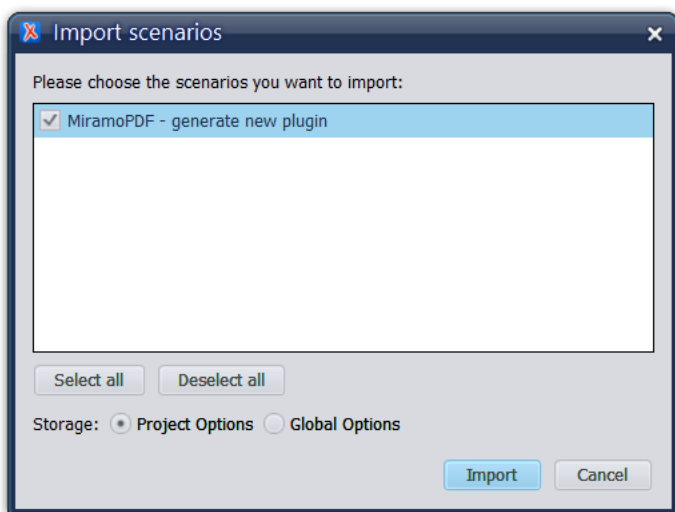 Import scenarios
Please choose the scenarios you want to import:
MiramoPDF - generate new plugin
Select all Deselect all
Storage: Project Options Global Options
Import Cancel